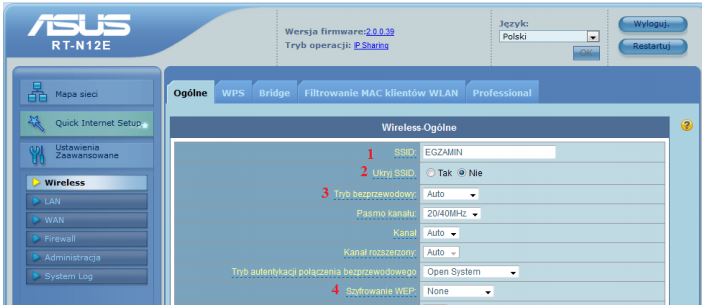 ASUS
RT-N12E
Wersja firmware:2.0.0.39
Tryb operacji: IP Sharing
Język:
Polski
OK
Wyloguj.
Restartuj
Mapa sieci
Quick Internet Setup
Ustawienia
Zaawansowane
Wireless
LAN
WAN
Firewall
Administracja
System Log
Ogólne WPS Bridge Filtrowanie MAC klientów WLAN Professional
Wireless-Ogólne
?
1 SSID: EGZAMIN
2 Ukryj SSID. Tak Nie
3 Tryb bezprzewodowy: Auto
Pasmo kanału: 20/40MHz
Kanał Auto
Kanał rozszerzony: Auto
Tryb autentykacji połączenia bezprzewodowego Open System
4 Szyfrowanie WEP: None